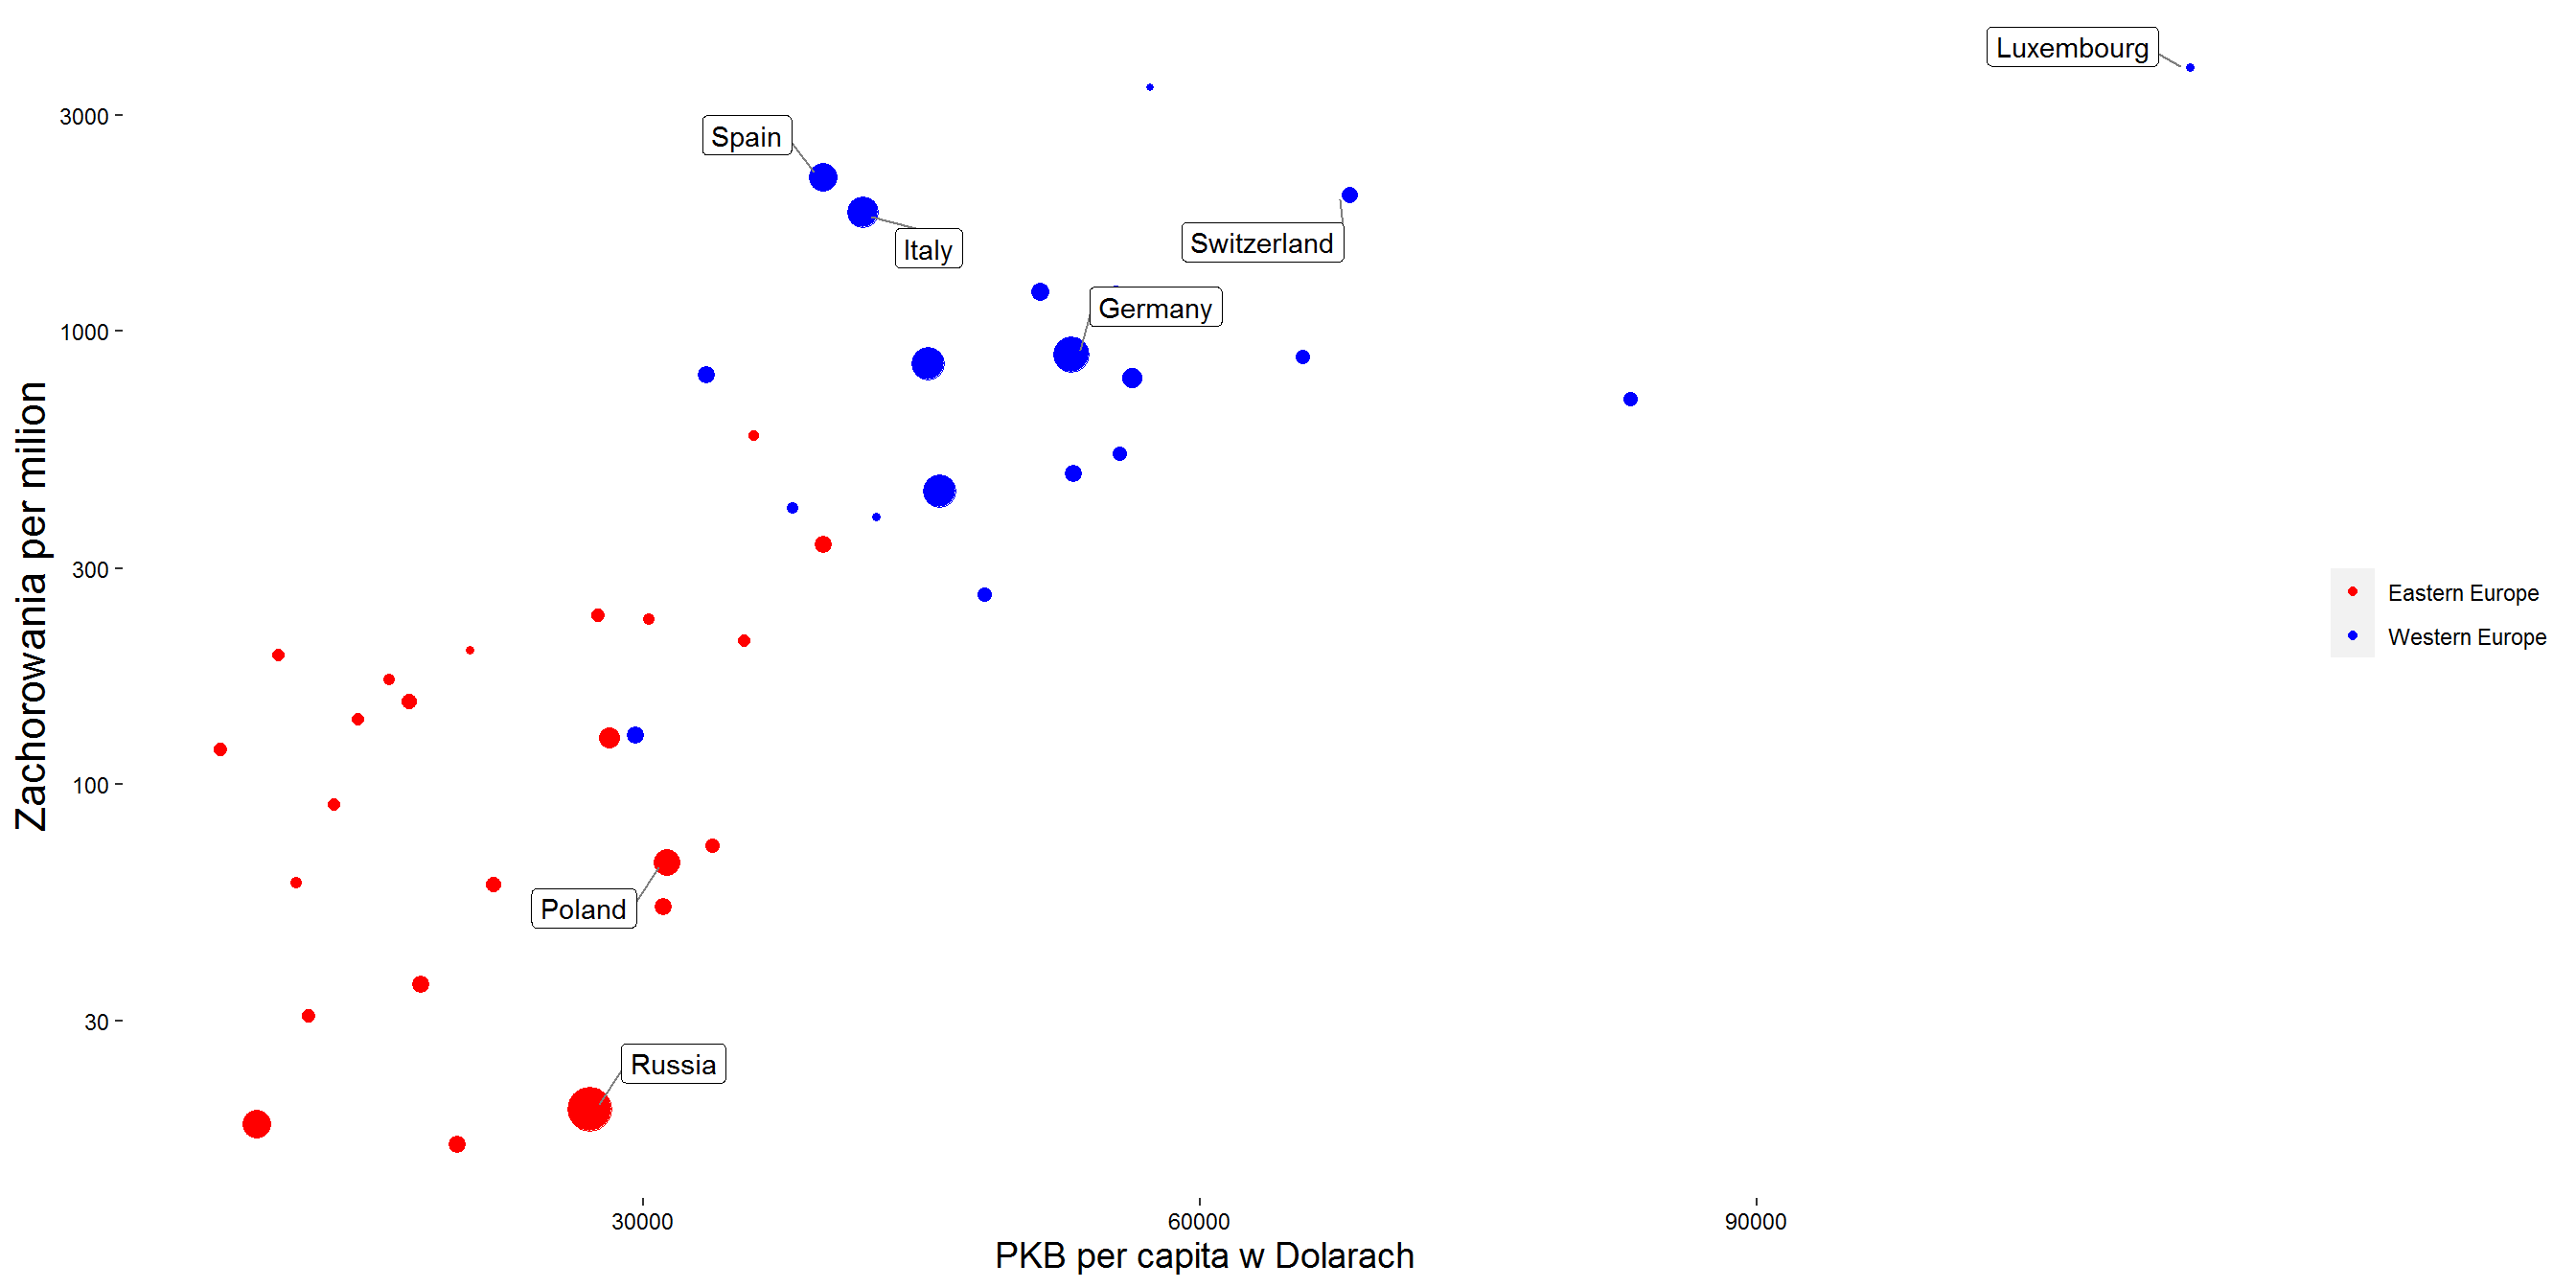 Luxembourg
3000
Spain
Italy
Switzerland
Germany
1000
Zachorowania per milion
300
Eastern Europe
Western Europe
100
Poland
30
Russia
30000
60000
90000
PKB per capita w Dolarach